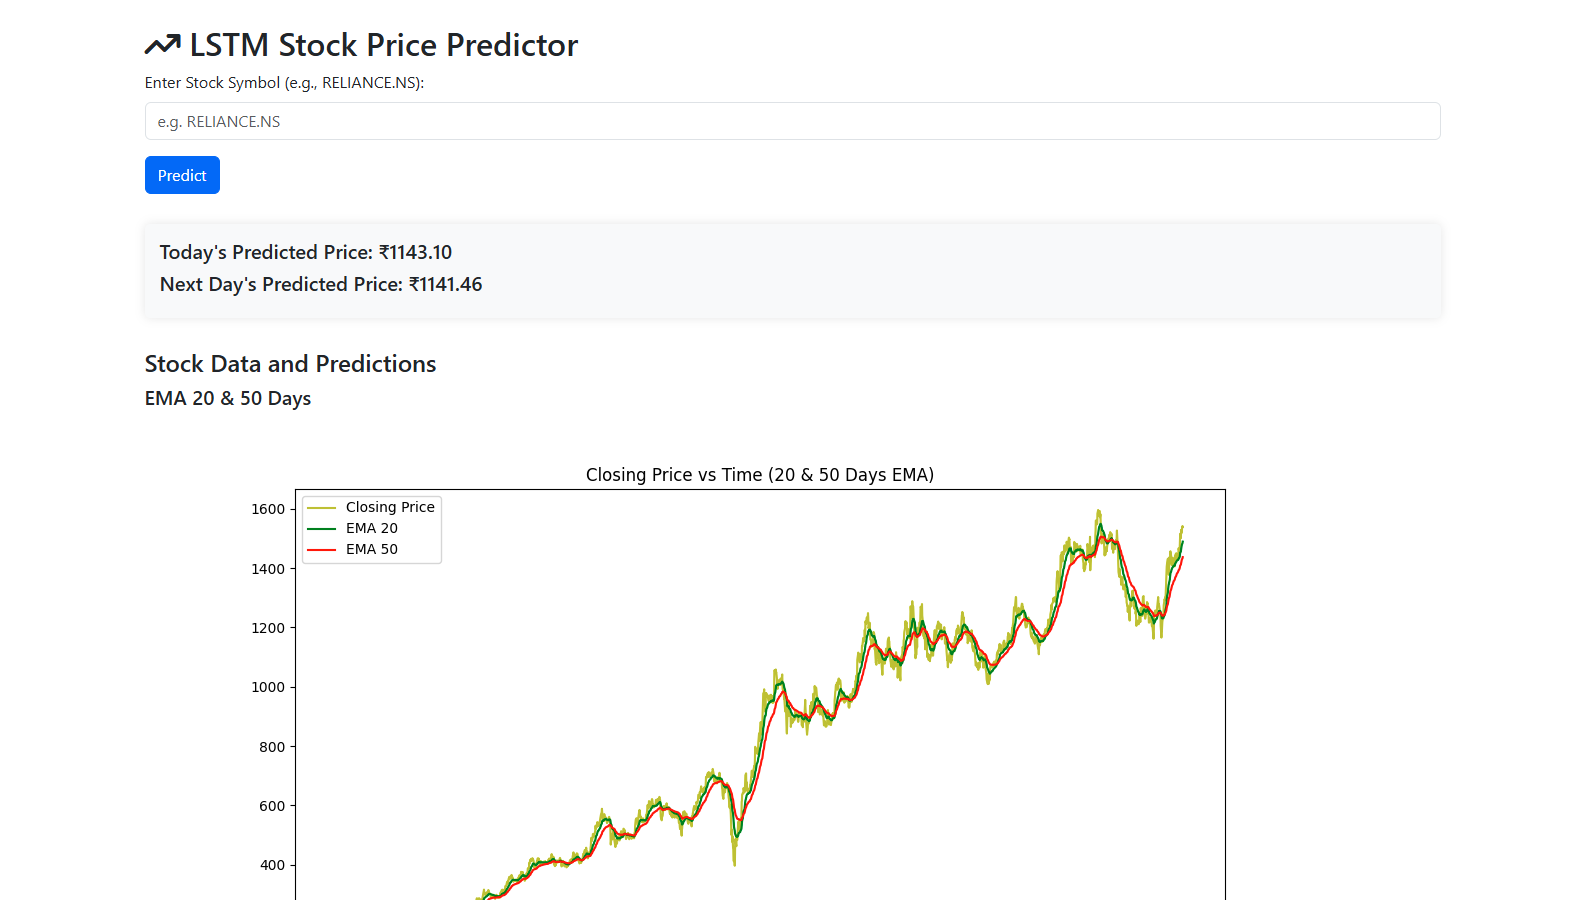 LSTM Stock Price Predictor
Enter Stock Symbol (e.g., RELIANCE.NS):
e.g. RELIANCE.NS
Predict
Today's Predicted Price: ₹1143.10
Next Day's Predicted Price: ₹1141.46
Stock Data and Predictions
EMA 20 & 50 Days
Closing Price vs Time (20 & 50 Days EMA)
Closing Price
EMA 20
EMA 50
1600
1400
1200
1000
800
600
400